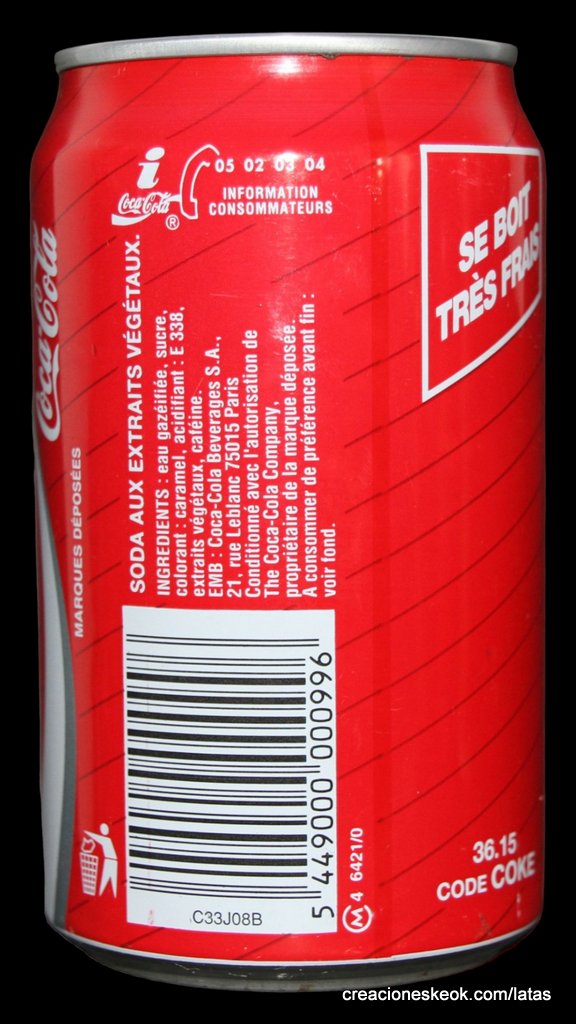 05 02 03 04
Coca-Cola ®
INFORMATION
CONSOMMATEURS
Coca-Cola
MARQUES DÉPOSÉES
SODA AUX EXTRAITS VÉGÉTAUX.
INGREDIENTS : eau gazéifiée, sucre,
colorant : caramel, acidifiant : E 338,
extraits végétaux, caféine.
EMB : Coca-Cola Beverages S.A.,
21, rue Leblanc 75015 Paris
Conditionné avec l'autorisation de
The Coca-Cola Company,
propriétaire de la marque déposée.
A consommer de préférence avant fin :
voir fond.
SE BOIT
TRÈS FRAIS
5 449000 000996
C33J08B
M 4 6421/0
36.15
CODE COKE
creacioneskeok.com/latas